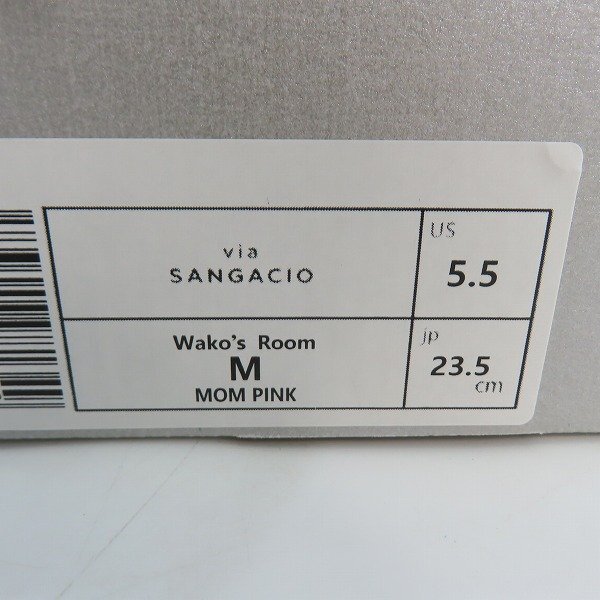 via
SANGACIO
US
5.5
Wako's Room
M
MOM PINK
jp
23.5
cm